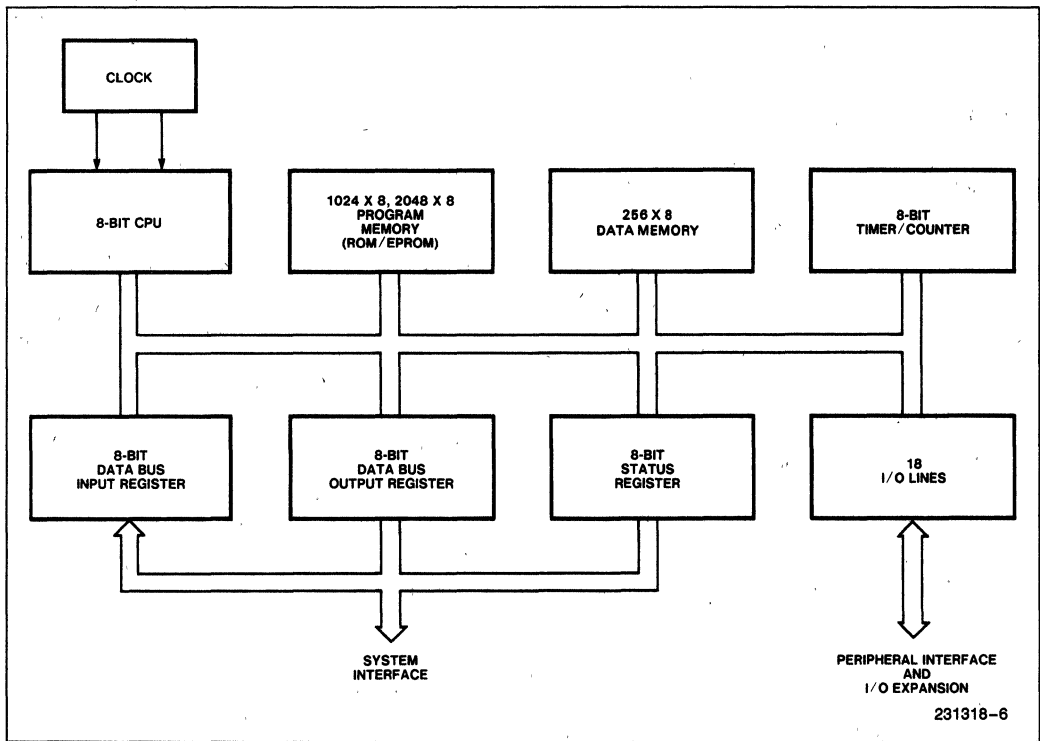 CLOCK
8-BIT CPU
1024 X 8, 2048 X 8
PROGRAM
MEMORY
(ROM/EPROM)
256 X 8
DATA MEMORY
8-BIT
TIMER/COUNTER
8-BIT
DATA BUS
INPUT REGISTER
8-BIT
DATA BUS
OUTPUT REGISTER
8-BIT
STATUS
REGISTER
18
I/O LINES
SYSTEM
INTERFACE
PERIPHERAL INTERFACE
AND
I/O EXPANSION
231318-6